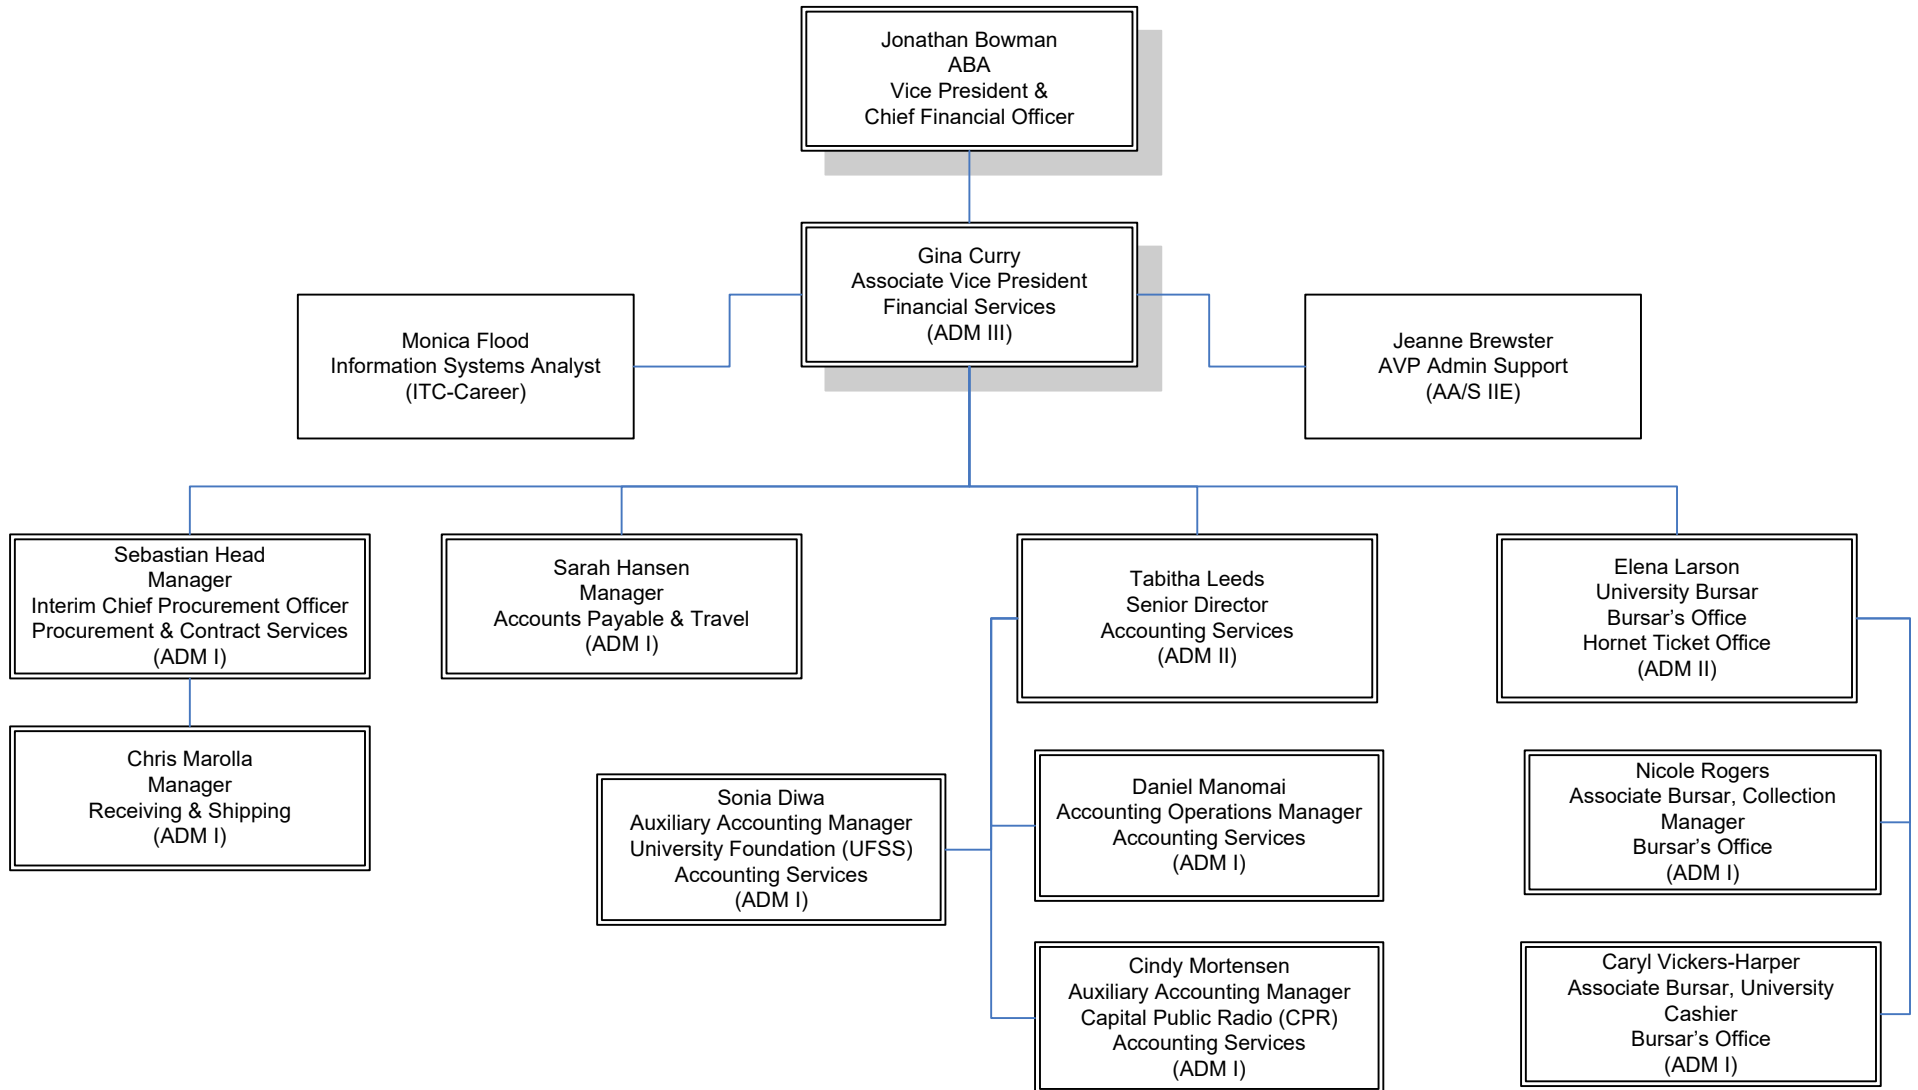 Jonathan Bowman
ABA
Vice President &
Chief Financial Officer
Gina Curry
Associate Vice President
Financial Services
(ADM III)
Monica Flood
Information Systems Analyst
(ITC-Career)
Jeanne Brewster
AVP Admin Support
(AA/S IIE)
Sebastian Head
Manager
Interim Chief Procurement Officer
Procurement & Contract Services
(ADM I)
Sarah Hansen
Manager
Accounts Payable & Travel
(ADM I)
Tabitha Leeds
Senior Director
Accounting Services
(ADM II)
Elena Larson
University Bursar
Bursar’s Office
Hornet Ticket Office
(ADM II)
Chris Marolla
Manager
Receiving & Shipping
(ADM I)
Sonia Diwa
Auxiliary Accounting Manager
University Foundation (UFSS)
Accounting Services
(ADM I)
Daniel Manomai
Accounting Operations Manager
Accounting Services
(ADM I)
Nicole Rogers
Associate Bursar, Collection
Manager
Bursar’s Office
(ADM I)
Cindy Mortensen
Auxiliary Accounting Manager
Capital Public Radio (CPR)
Accounting Services
(ADM I)
Caryl Vickers-Harper
Associate Bursar, University
Cashier
Bursar’s Office
(ADM I)